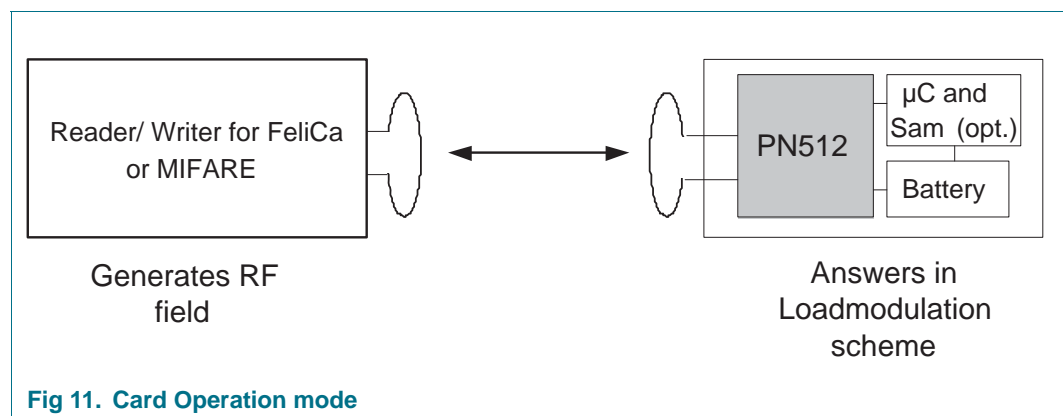 Reader/ Writer for FeliCa
or MIFARE
PN512
µC and
Sam (opt.)
Battery
Generates RF
field
Answers in
Loadmodulation
scheme
Fig 11. Card Operation mode